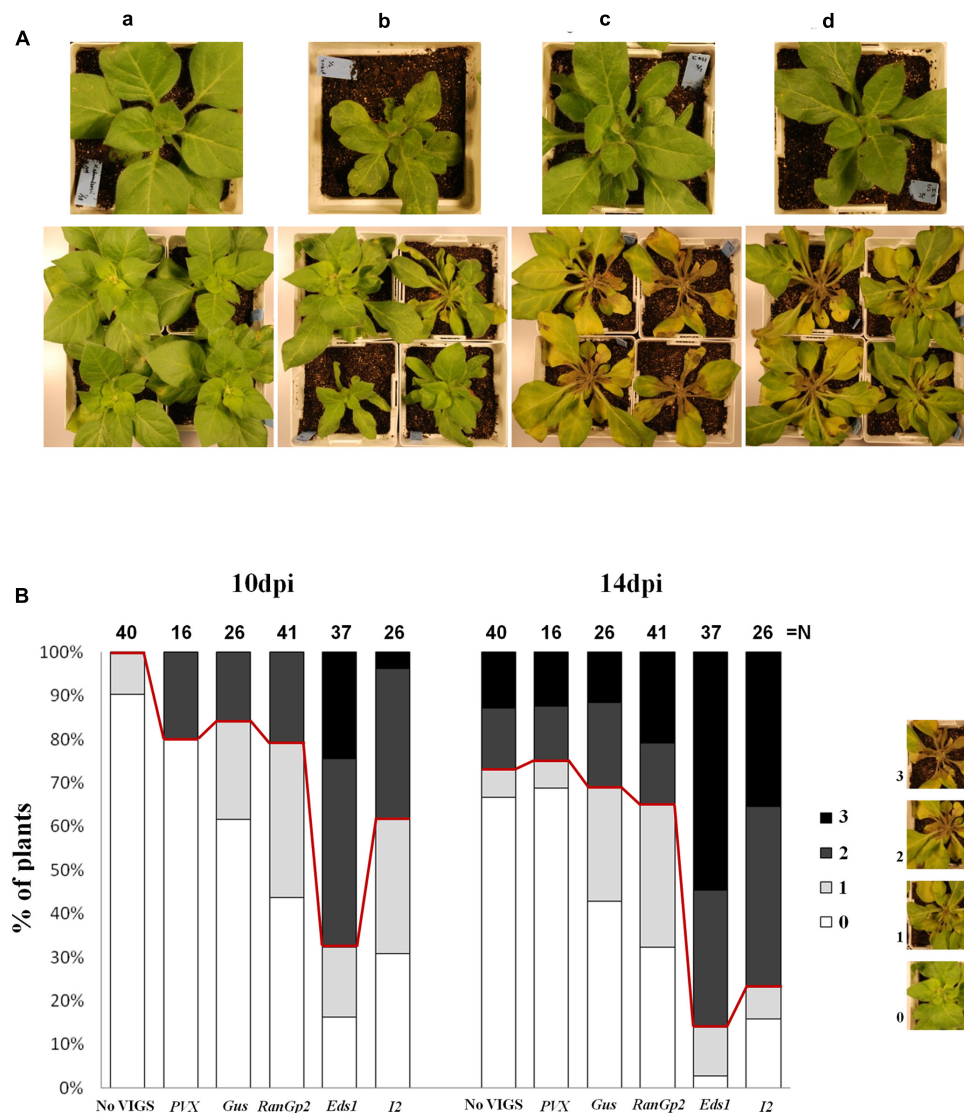 a b c d
A
B
10dpi 14dpi
40 16 26 41 37 26 40 16 26 41 37 26 =N
100%
90%
80%
70%
60%
50%
40%
30%
20%
10%
0%
% of plants
No VIGS PVX Gus RanGp2 Eds1 I2 No VIGS PVX Gus RanGp2 Eds1 I2
3
2
1
0
3
2
1
0